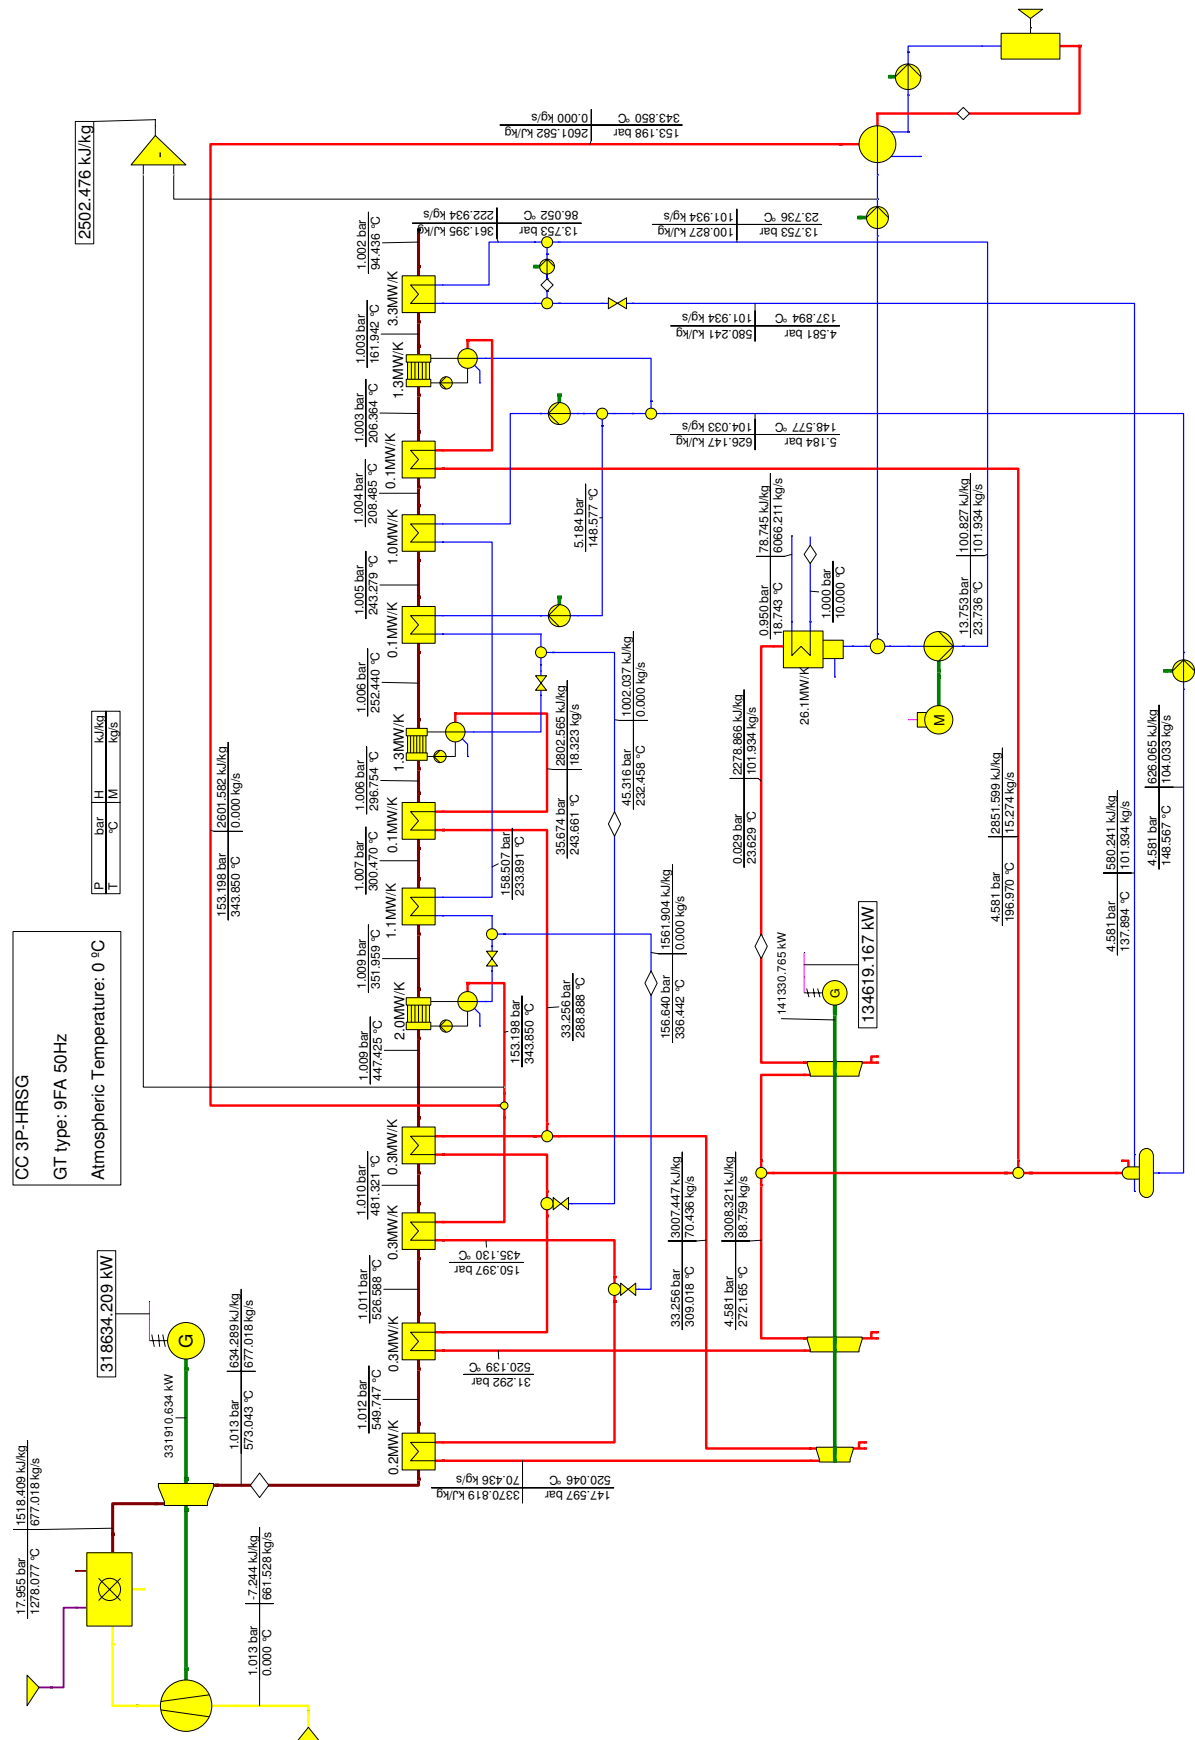 CC 3P-HRSG
GT type: 9FA 50Hz
Atmospheric Temperature: 0 ºC
P bar H kJ/kg
T ºC M kg/s
2502.476 kJ/kg
153.198 bar 2601.582 kJ/kg
343.850 ºC 0.000 kg/s
153.198 bar 2601.582 kJ/kg
343.850 ºC 0.000 kg/s
13.753 bar 361.395 kJ/kg
86.052 ºC 222.934 kg/s
13.753 bar 100.827 kJ/kg
23.736 ºC 101.934 kg/s
1.002 bar
94.436 ºC
3.3MW/K
1.003 bar
161.942 ºC
1.3MW/K
1.003 bar
206.364 ºC
0.1MW/K
1.004 bar
208.485 ºC
1.0MW/K
1.005 bar
243.279 ºC
0.1MW/K
1.006 bar
252.440 ºC
1.3MW/K
1.006 bar
296.754 ºC
0.1MW/K
1.007 bar
300.470 ºC
1.1MW/K
1.009 bar
351.959 ºC
2.0MW/K
1.009 bar
447.425 ºC
0.3MW/K
1.010 bar
481.321 ºC
0.3MW/K
1.011 bar
526.588 ºC
0.3MW/K
1.012 bar
549.747 ºC
0.2MW/K
4.581 bar 580.241 kJ/kg
137.894 ºC 101.934 kg/s
5.184 bar 626.147 kJ/kg
148.577 ºC 104.033 kg/s
5.184 bar
148.577 ºC
0.950 bar 78.745 kJ/kg
18.743 ºC 6066.211 kg/s
1.000 bar
10.000 ºC
13.753 bar 100.827 kJ/kg
23.736 ºC 101.934 kg/s
26.1MW/K
M
0.029 bar 2278.866 kJ/kg
23.629 ºC 101.934 kg/s
45.316 bar 1002.037 kJ/kg
232.458 ºC 0.000 kg/s
35.674 bar 2802.565 kJ/kg
243.661 ºC 18.323 kg/s
158.507 bar
233.891 ºC
156.640 bar 1561.904 kJ/kg
336.442 ºC 0.000 kg/s
33.256 bar
288.888 ºC
153.198 bar
343.850 ºC
4.581 bar 2851.599 kJ/kg
196.970 ºC 15.274 kg/s
4.581 bar 580.241 kJ/kg
137.894 ºC 101.934 kg/s
4.581 bar 626.065 kJ/kg
148.567 ºC 104.033 kg/s
141330.765 kW
G
134619.167 kW
33.256 bar 3007.447 kJ/kg
309.018 ºC 70.436 kg/s
4.581 bar 3008.321 kJ/kg
272.165 ºC 88.759 kg/s
150.397 bar
435.130 ºC
31.292 bar
520.139 ºC
147.597 bar 3370.819 kJ/kg
520.046 ºC 70.436 kg/s
318634.209 kW
G
331910.634 kW
1.013 bar 634.289 kJ/kg
573.043 ºC 677.018 kg/s
17.955 bar 1518.409 kJ/kg
1278.077 ºC 677.018 kg/s
1.013 bar -7.244 kJ/kg
0.000 ºC 661.528 kg/s